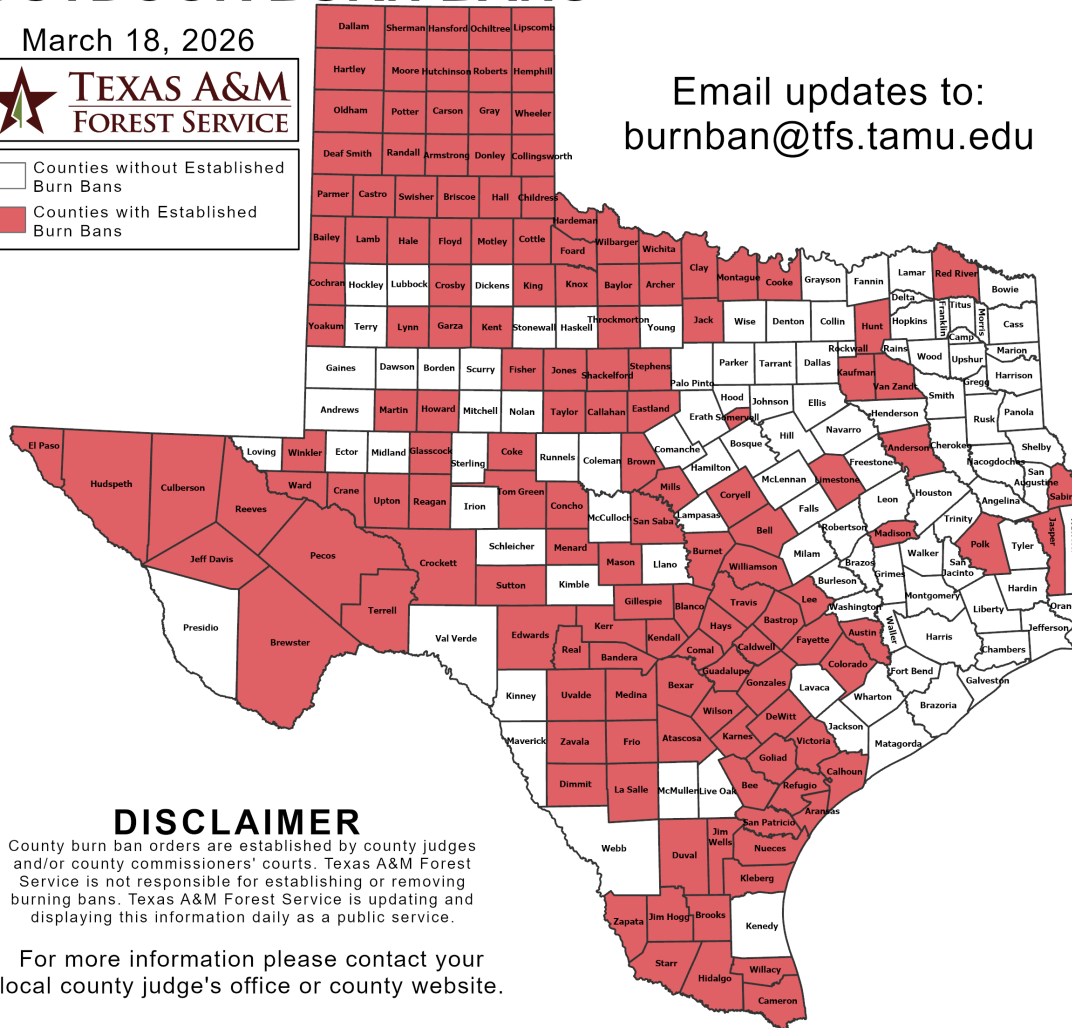 March 18, 2026
TEXAS A&M
FOREST SERVICE
Counties without Established
Burn Bans
Counties with Established
Burn Bans
Email updates to:
burnban@tfs.tamu.edu
Dallam Sherman Hansford Ochiltree Lipscomb
Hartley Moore Hutchinson Roberts Hemphill
Oldham Potter Carson Gray Wheeler
Deaf Smith Randall Armstrong Donley Collingsworth
Parmer Castro Swisher Briscoe Hall Childress
Hardeman
Bailey Lamb Hale Floyd Motley Cottle Foard Wilbarger Wichita
Clay Montague Cooke Grayson Fannin Lamar Red River Bowie
Cochran Hockley Lubbock Crosby Dickens King Knox Baylor Archer
Delta Franklin Titus Morris Cass
Yoakum Terry Lynn Garza Kent Stonewall Haskell Throckmorton Young Jack Wise Denton Collin Hunt Hopkins Camp
Rockwall Rains Wood Upshur Marion
Gaines Dawson Borden Scurry Fisher Jones Shackelford Stephens Palo Pinto Parker Tarrant Dallas Kaufman Van Zandt Smith Gregg Harrison
Andrews Martin Howard Mitchell Nolan Taylor Callahan Eastland Erath Hood Somervell Johnson Ellis Henderson Rusk Panola
El Paso Loving Winkler Ector Midland Glasscock Sterling Coke Runnels Coleman Brown Comanche Bosque Hill Navarro Anderson Cherokee Nacogdoches Shelby
Hudspeth Culberson Reeves Ward Crane Upton Reagan Irion Tom Green Concho McCulloch San Saba Mills Hamilton Coryell McLennan Limestone Freestone Leon Houston Angelina San Augustine Sabin
Lampasas Bell Falls Robertson Madison Trinity Polk Tyler Jasper
Jeff Davis Pecos Crockett Schleicher Menard Mason Llano Burnet Williamson Milam Brazos Grimes Walker San Jacinto Hardin
Terrell Sutton Kimble Gillespie Blanco Travis Lee Burleson Washington Montgomery Liberty Oran
Presidio Brewster Val Verde Edwards Real Kerr Bandera Kendall Hays Comal Caldwell Bastrop Fayette Austin Waller Harris Chambers Jefferson
Kinney Uvalde Medina Bexar Guadalupe Gonzales Lavaca Colorado Wharton Fort Bend Brazoria Galveston
Maverick Zavala Frio Atascosa Wilson Karnes DeWitt Victoria Jackson Matagorda
Dimmit La Salle McMullen Live Oak Bee Goliad Refugio Calhoun Aransas
Webb Duval Jim Wells San Patricio Nueces Kleberg
Zapata Jim Hogg Brooks Kenedy
Starr Hidalgo Willacy Cameron
DISCLAIMER
County burn ban orders are established by county judges
and/or county commissioners' courts. Texas A&M Forest
Service is not responsible for establishing or removing
burning bans. Texas A&M Forest Service is updating and
displaying this information daily as a public service.
For more information please contact your
local county judge's office or county website.